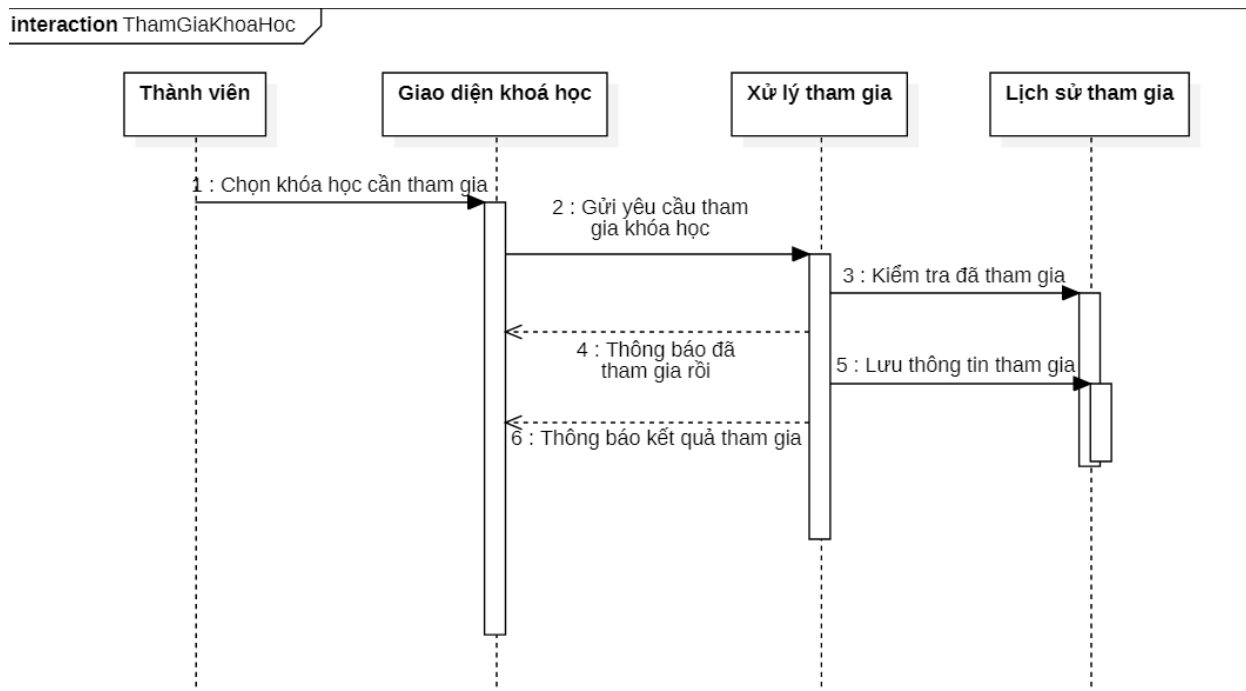 interaction ThamGiaKhoaHoc
Thành viên
Giao diện khoá học
Xử lý tham gia
Lịch sử tham gia
1 : Chọn khóa học cần tham gia
2 : Gửi yêu cầu tham
gia khóa học
3 : Kiểm tra đã tham gia
4 : Thông báo đã
tham gia rồi
5 : Lưu thông tin tham gia
6 : Thông báo kết quả tham gia